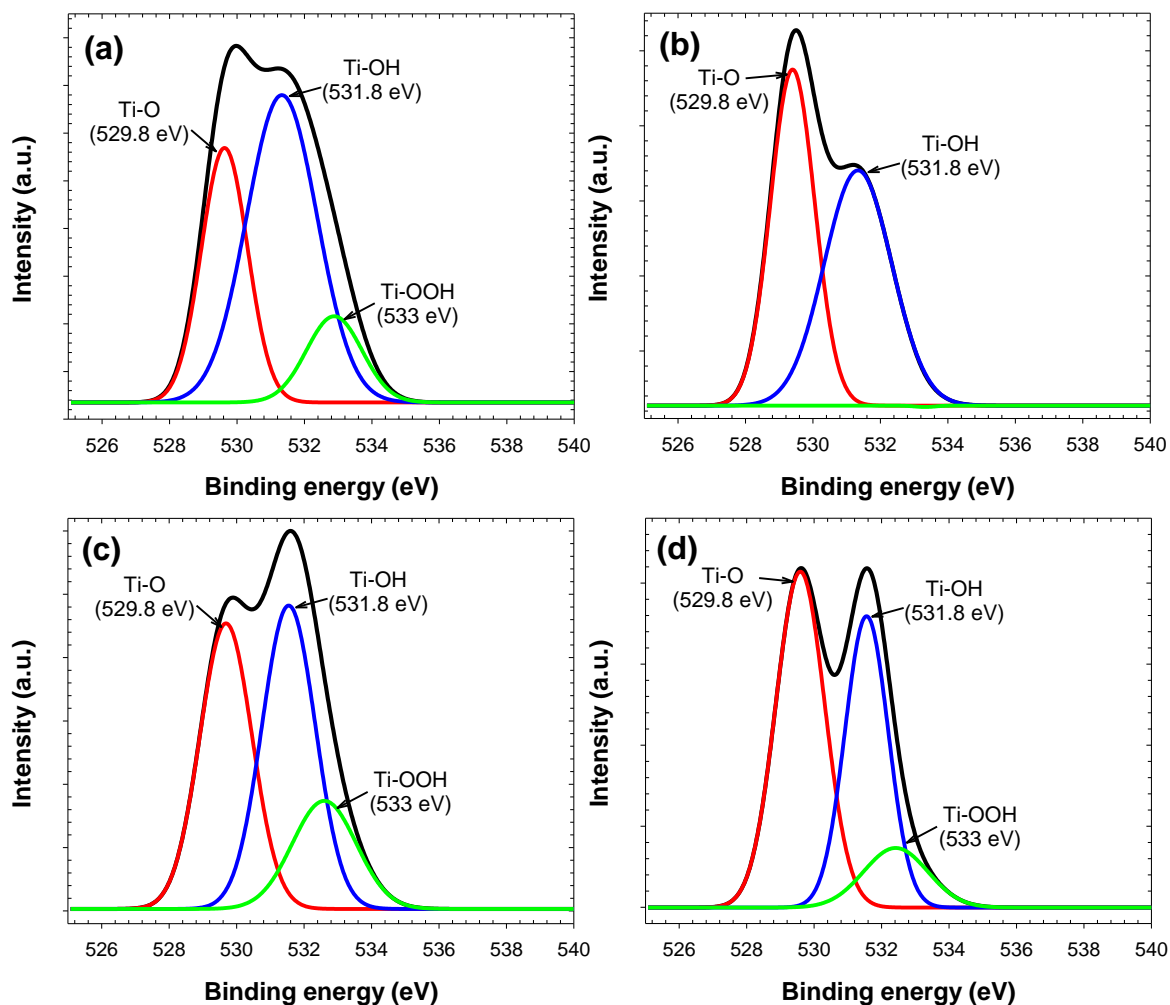 (a)
Ti-OH
(531.8 eV)
Ti-O
(529.8 eV)
Ti-OOH
(533 eV)
Intensity (a.u.)
526 528 530 532 534 536 538 540
Binding energy (eV)
(b)
Ti-O
(529.8 eV)
Ti-OH
(531.8 eV)
Intensity (a.u.)
526 528 530 532 534 536 538 540
Binding energy (eV)
(c)
Ti-O
(529.8 eV)
Ti-OH
(531.8 eV)
Ti-OOH
(533 eV)
Intensity (a.u.)
526 528 530 532 534 536 538 540
Binding energy (eV)
(d)
Ti-O
(529.8 eV)
Ti-OH
(531.8 eV)
Ti-OOH
(533 eV)
Intensity (a.u.)
526 528 530 532 534 536 538 540
Binding energy (eV)